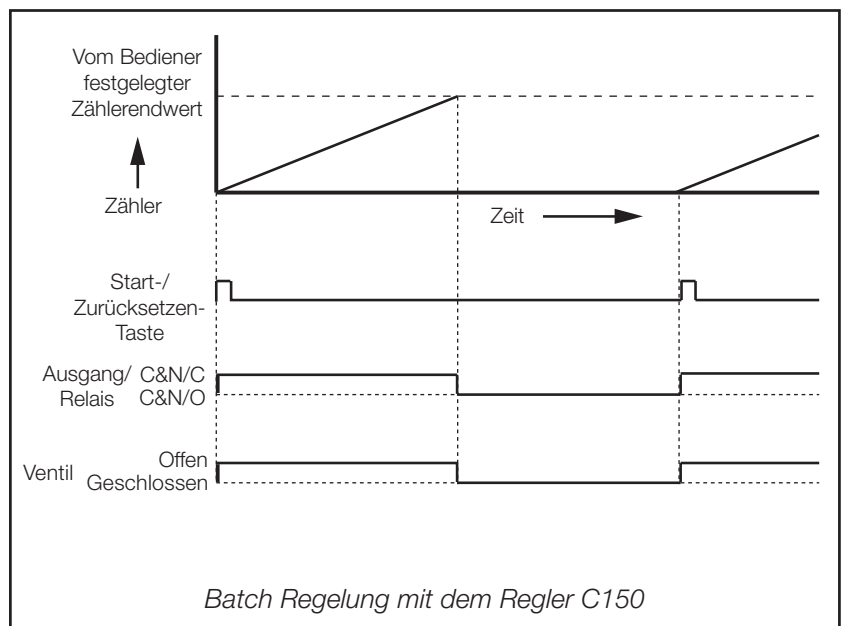 Vom Bediener
festgelegter
Zählerendwert
Zähler
Zeit
Start-/
Zurücksetzen-
Taste
Ausgang/ C&N/C
Relais C&N/O
Offen
Ventil Geschlossen
Batch Regelung mit dem Regler C150